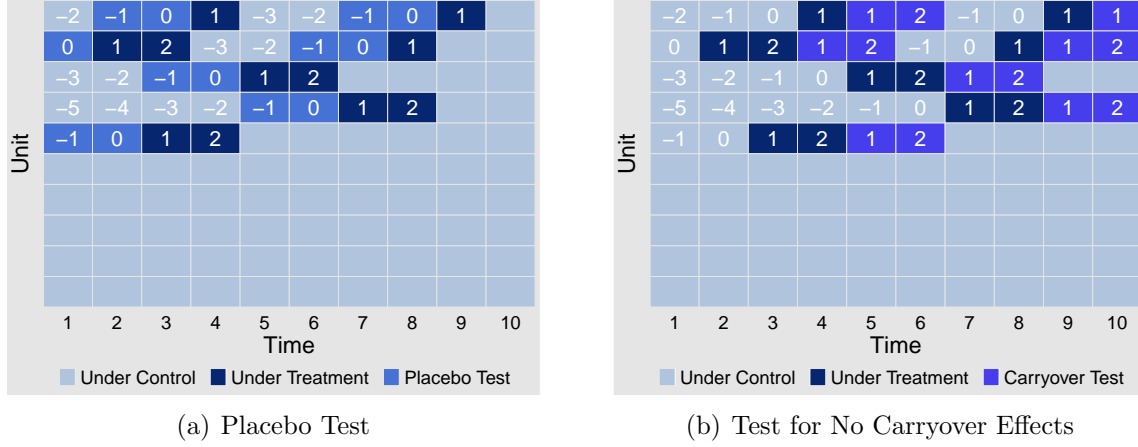 −2 −1 0 1 −3 −2 −1 0 1
0 1 2 −3 −2 −1 0 1
−3 −2 −1 0 1 2
−5 −4 −3 −2 −1 0 1 2
−1 0 1 2
Unit
1 2 3 4 5 6 7 8 9 10
Time
Under Control Under Treatment Placebo Test
(a) Placebo Test
−2 −1 0 1 1 2 −1 0 1 1
0 1 2 1 2 −1 0 1 1 2
−3 −2 −1 0 1 2 1 2
−5 −4 −3 −2 −1 0 1 2 1 2
−1 0 1 2 1 2
Unit
1 2 3 4 5 6 7 8 9 10
Time
Under Control Under Treatment Carryover Test
(b) Test for No Carryover Effects